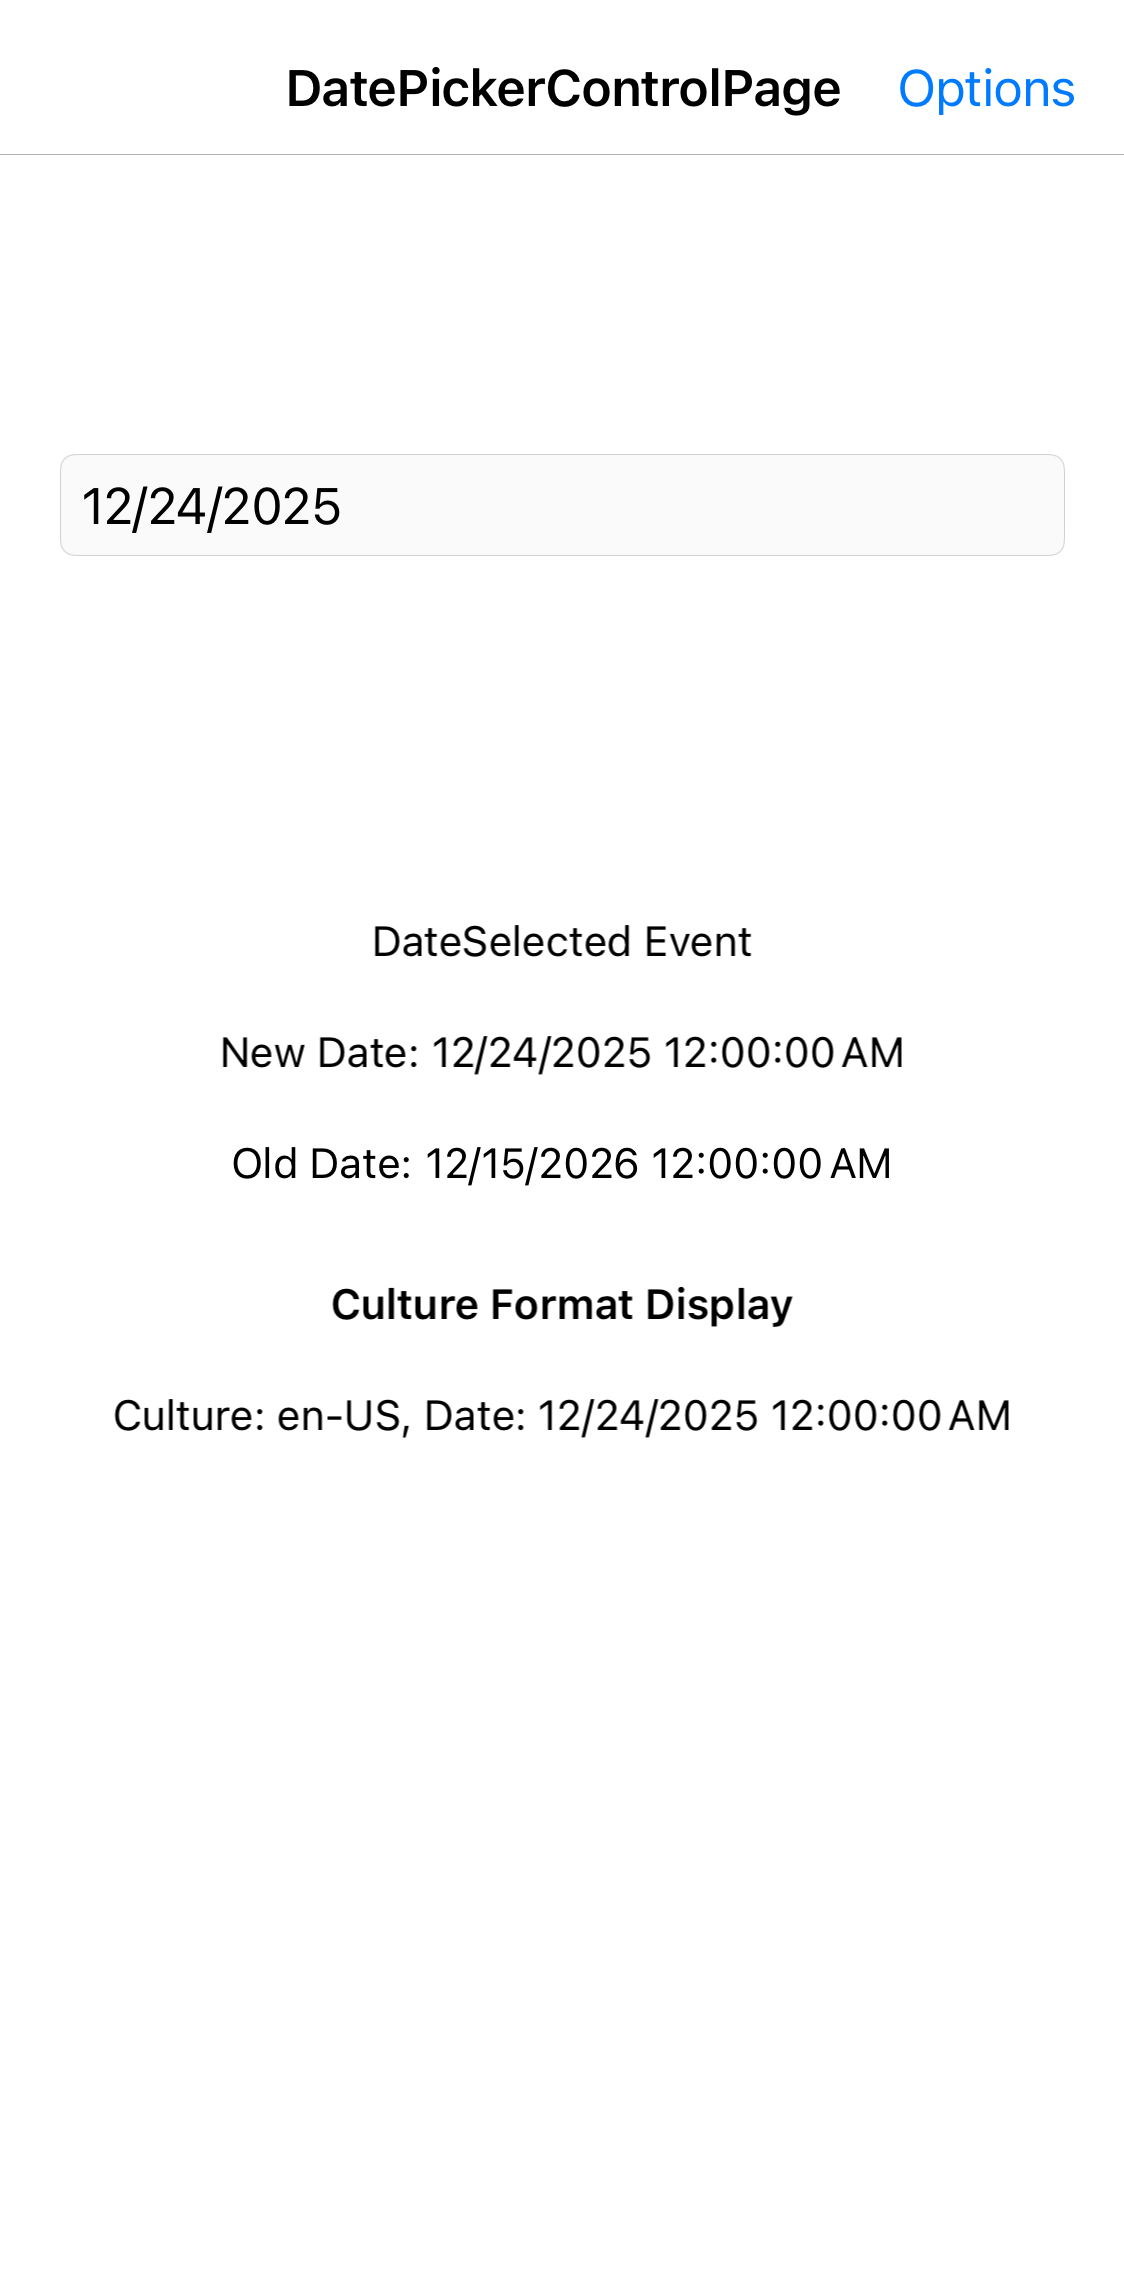 DatePickerControlPage
Options
12/24/2025
DateSelected Event
New Date: 12/24/2025 12:00:00 AM
Old Date: 12/15/2026 12:00:00 AM
Culture Format Display
Culture: en-US, Date: 12/24/2025 12:00:00 AM